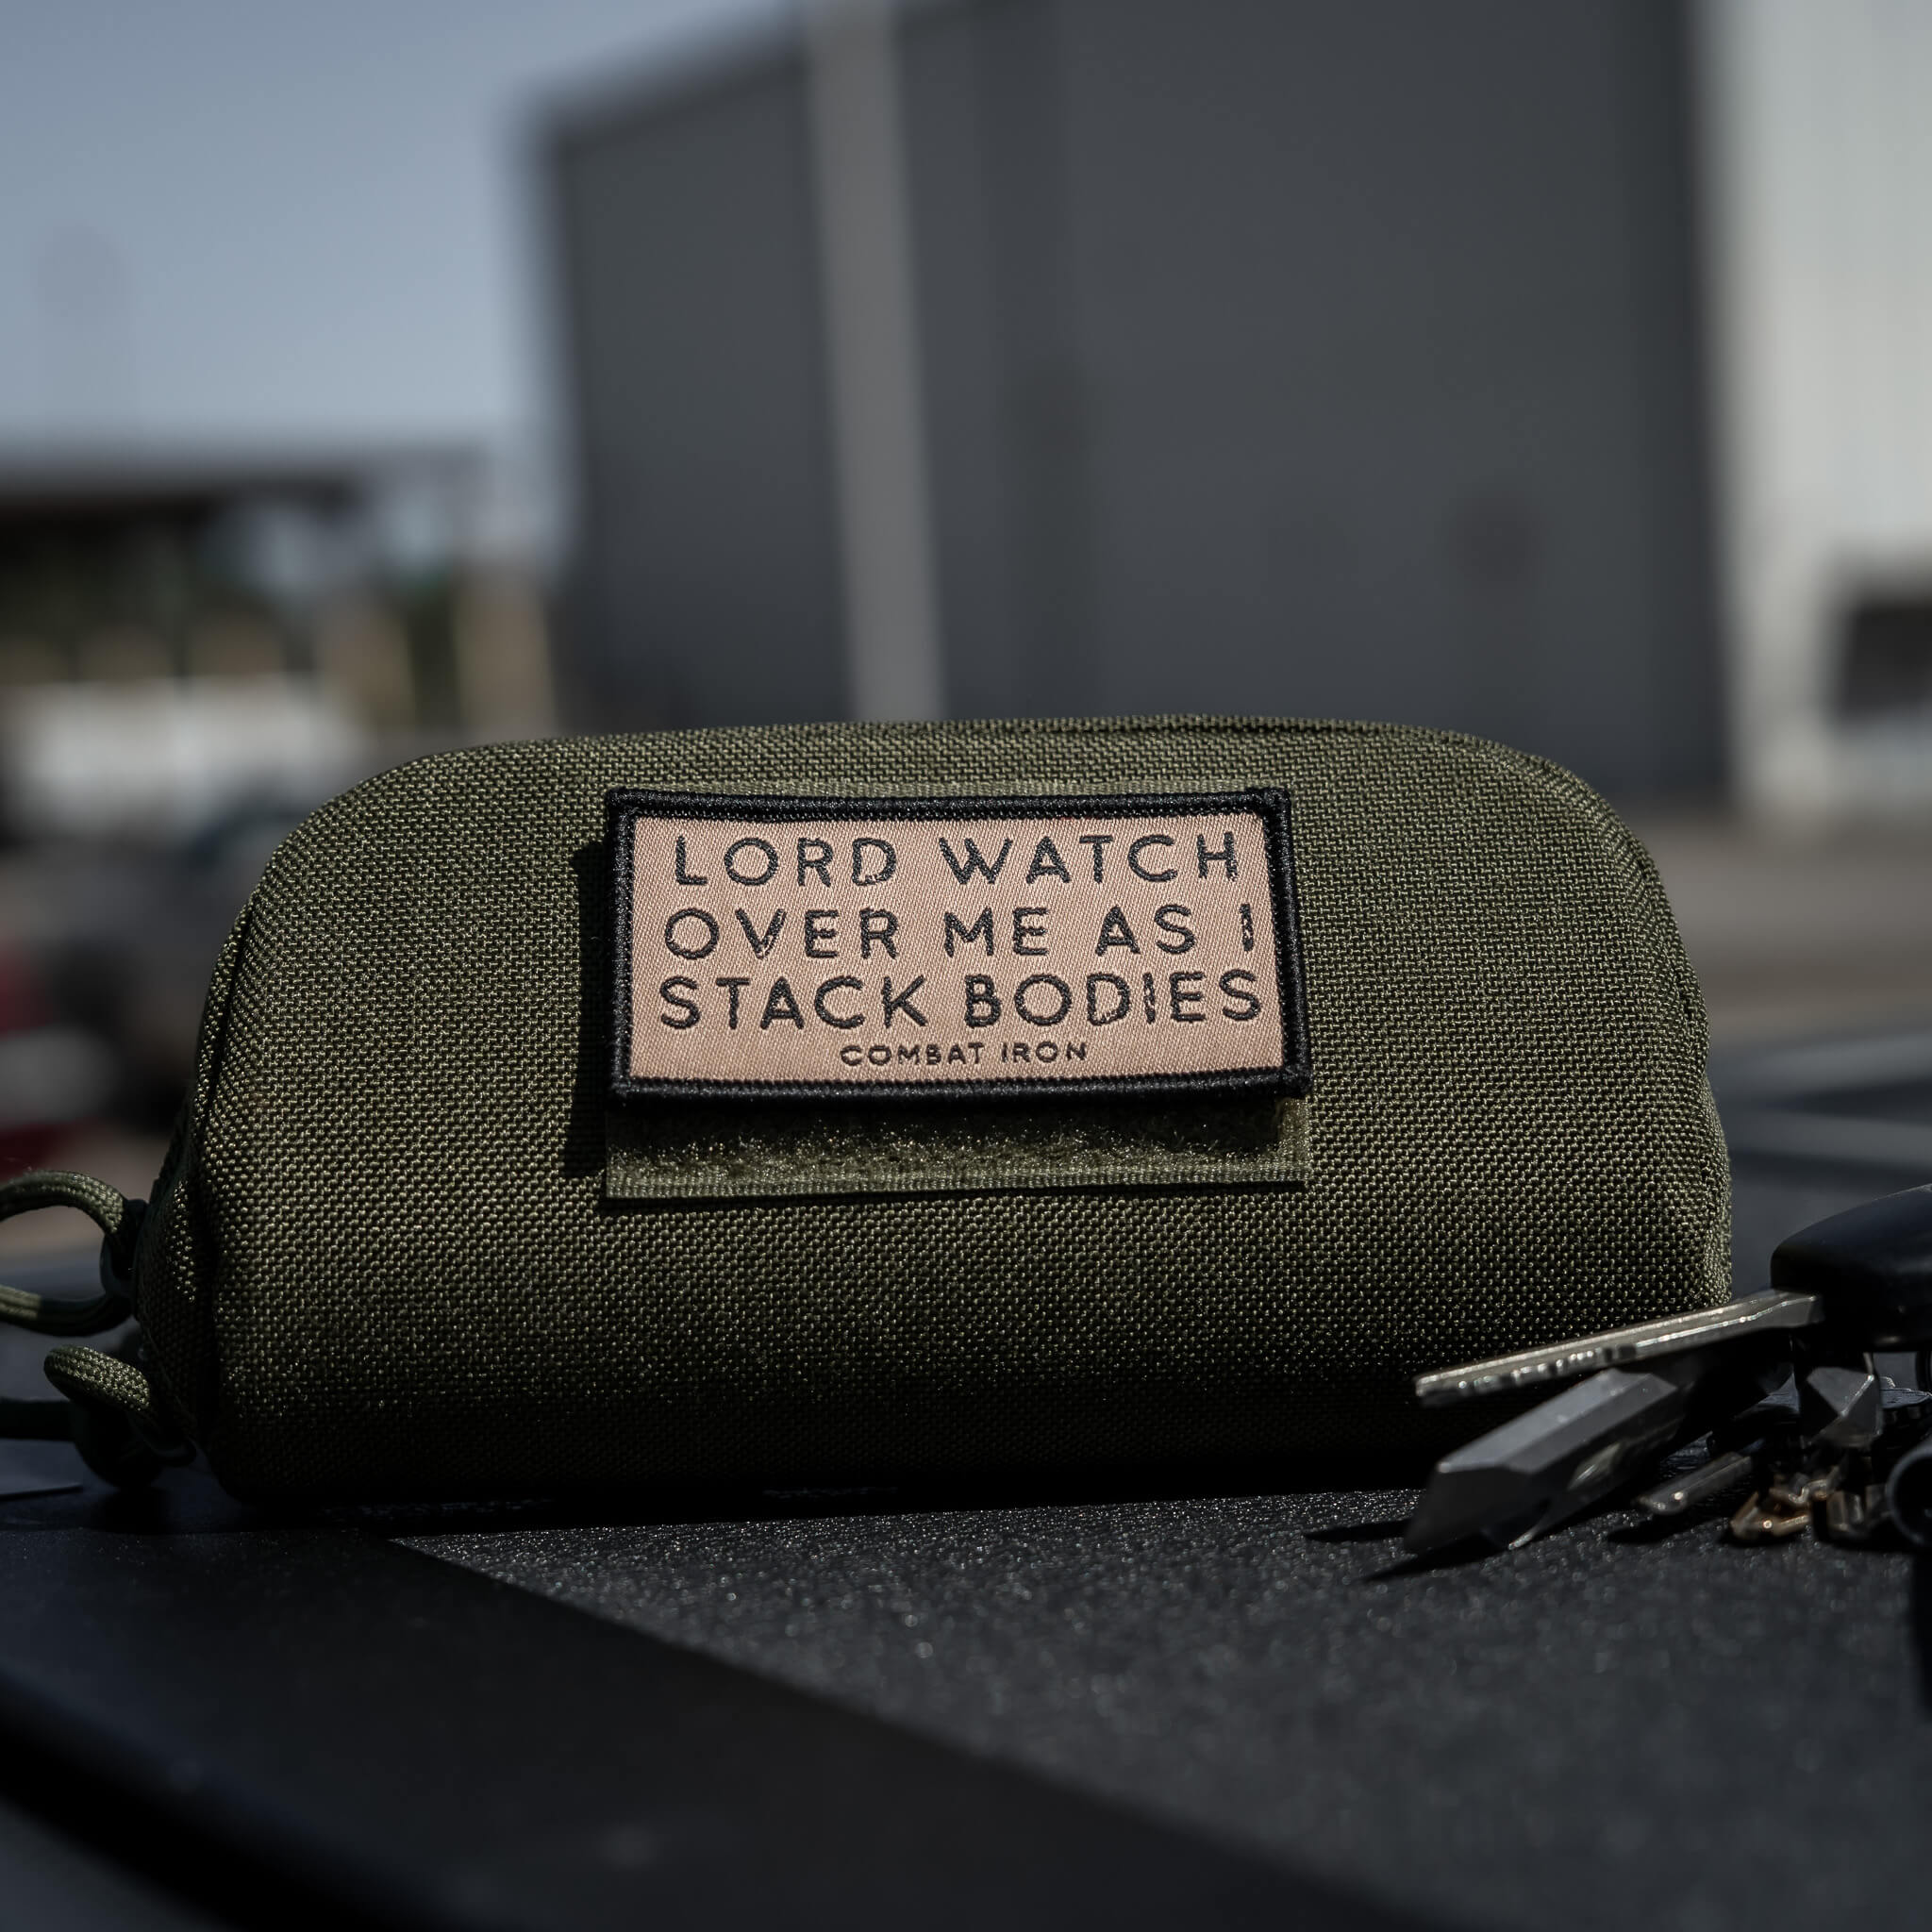 LORD WATCH
OVER ME AS I
STACK BODIES
COMBAT IRON